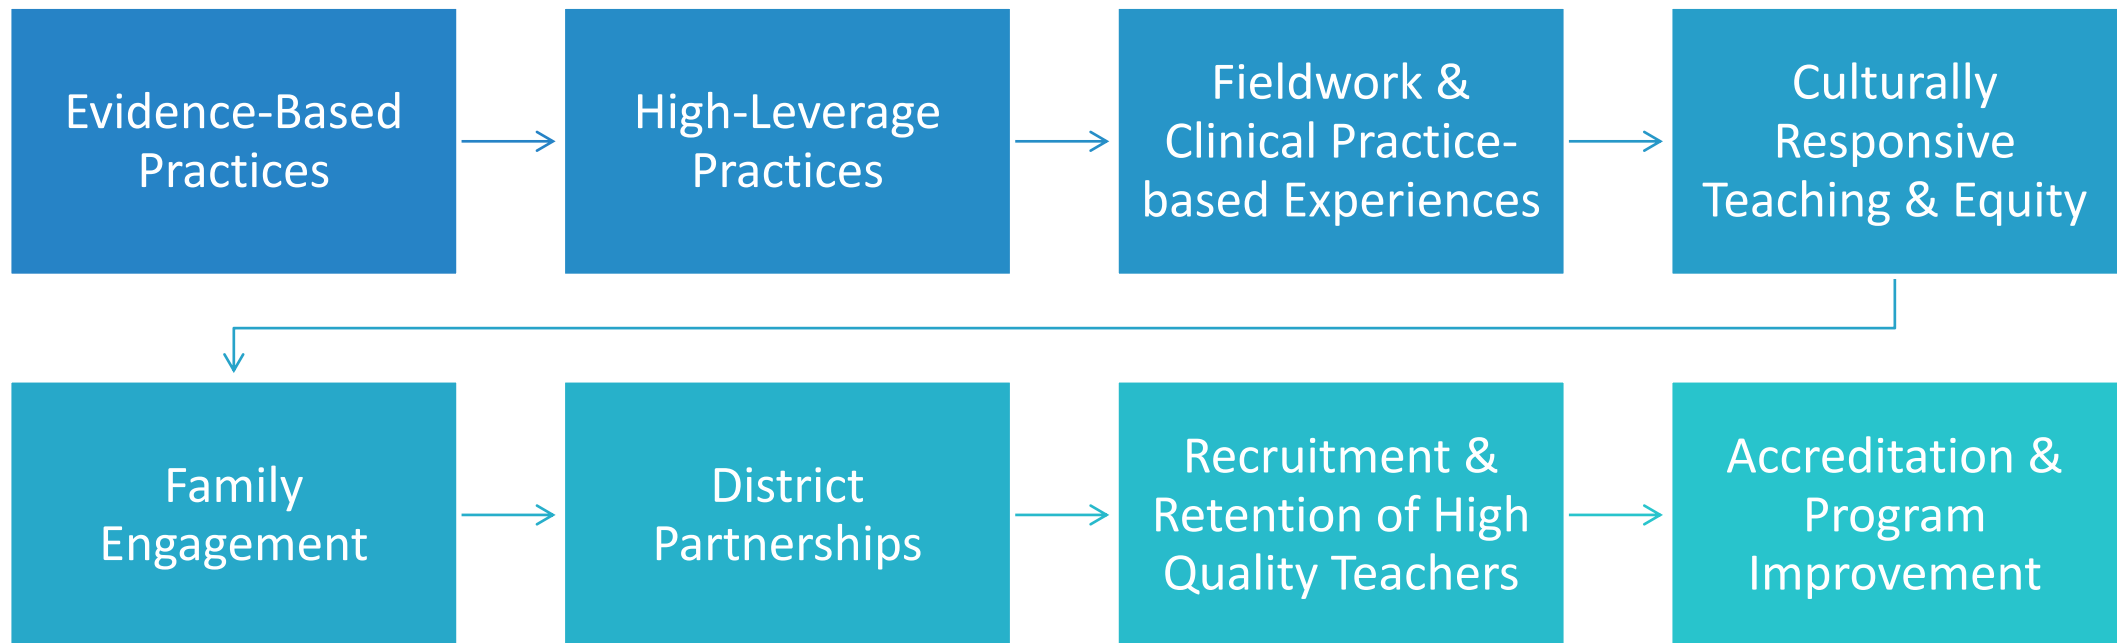 Evidence-Based
Practices
High-Leverage
Practices
Fieldwork &
Clinical Practice-
based Experiences
Culturally
Responsive
Teaching & Equity
Family
Engagement
District
Partnerships
Recruitment &
Retention of High
Quality Teachers
Accreditation &
Program
Improvement